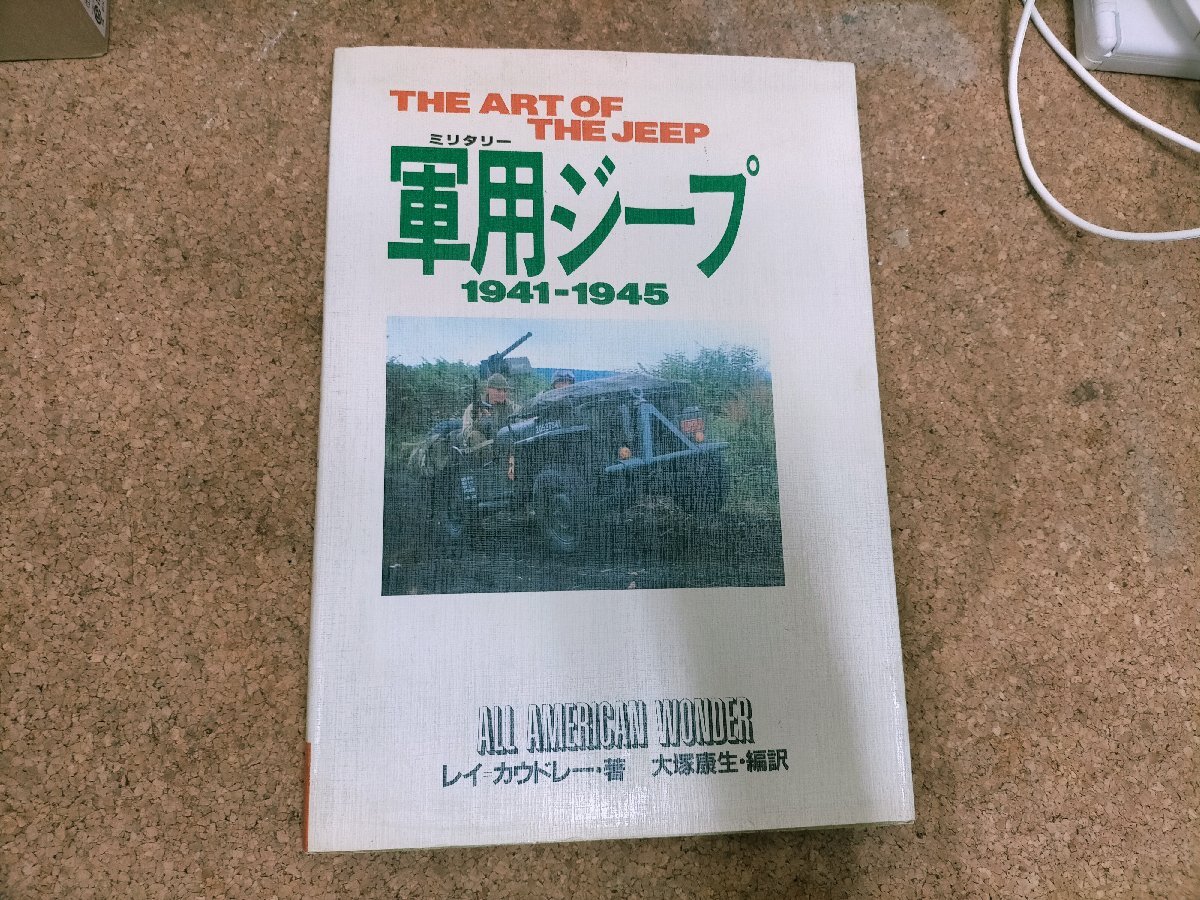 THE ART OF
THE JEEP
ミリタリー
軍用ジープ
1941-1945
ALL AMERICAN WONDER
レイ=カウドレー・著 大塚康生・編訳